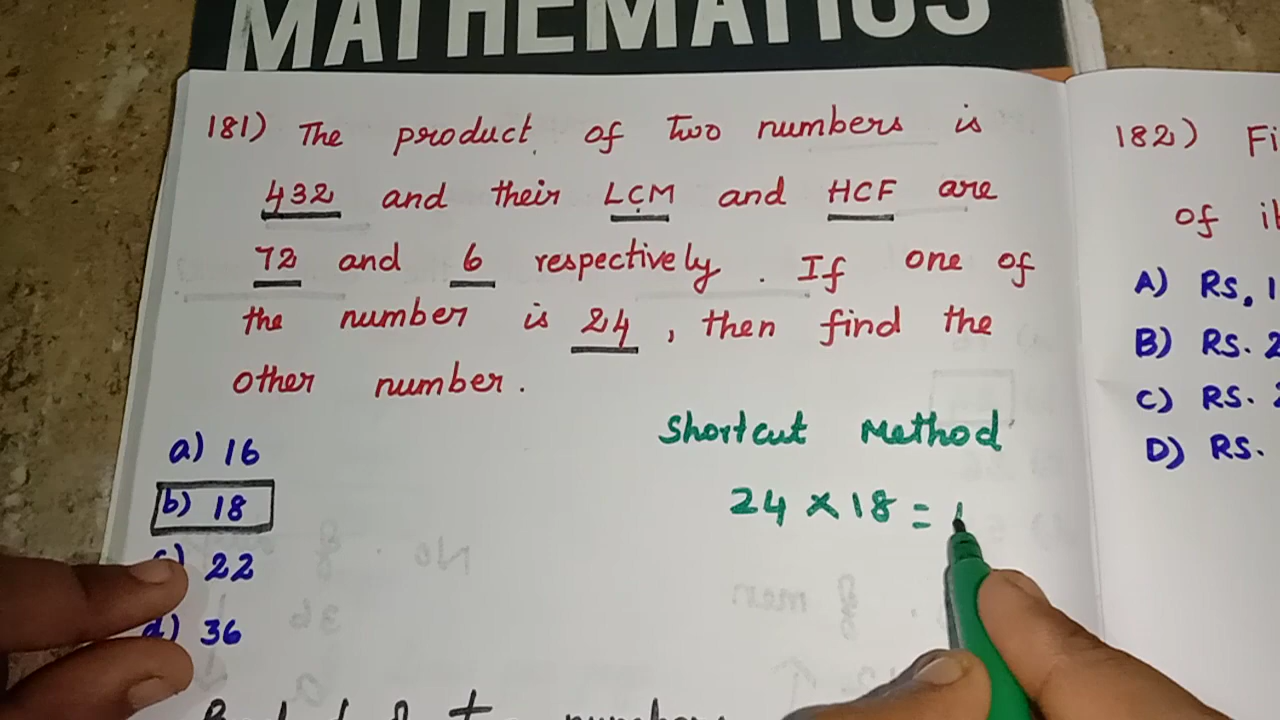 MATHEMATICS
181) The product of Two numbers is
432 and their LCM and HCF are
72 and 6 respectively. If one of
the number is 24, then find the
other number.
a) 16
b) 18
c) 22
d) 36
Shortcut Method
24 × 18 =
182)
of
A) RS.
B) RS. 2
C) RS.
D) RS.
numbers